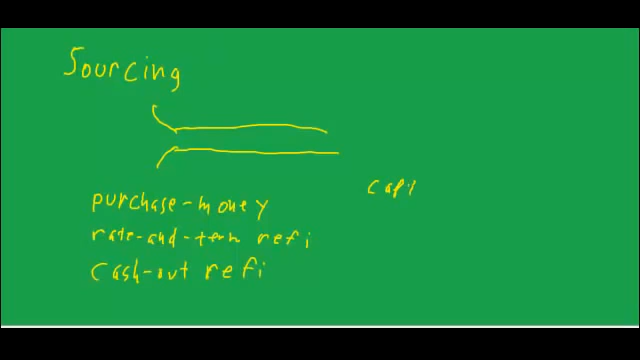 Sourcing
purchase-money
rate-and-term refi
cash-out refi